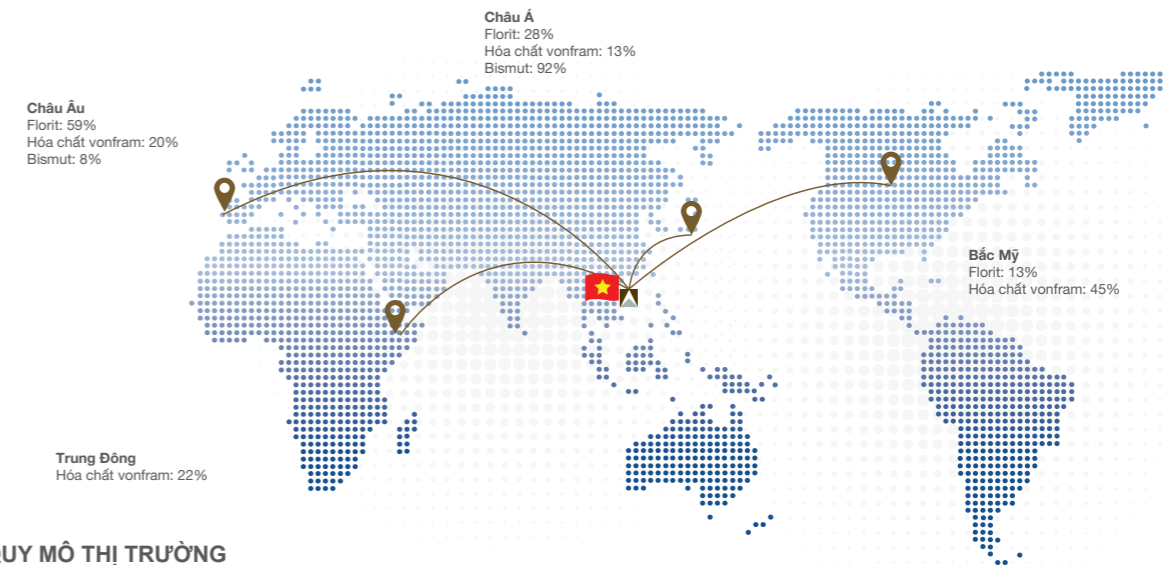 Châu Á
Florit: 28%
Hóa chất vonfram: 13%
Bismut: 92%
Châu Âu
Florit: 59%
Hóa chất vonfram: 20%
Bismut: 8%
Bắc Mỹ
Florit: 13%
Hóa chất vonfram: 45%
Trung Đông
Hóa chất vonfram: 22%
QUY MÔ THỊ TRƯỜNG